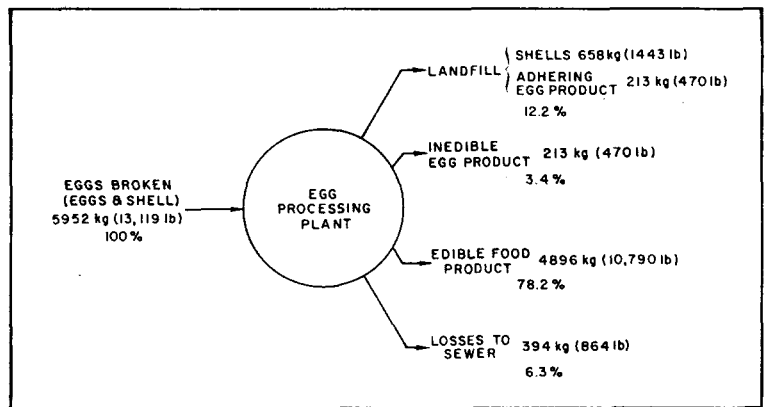 EGGS BROKEN
(EGGS & SHELL)
5952 kg (13,119 lb)
100%
EGG
PROCESSING
PLANT
LANDFILL
SHELLS 658 kg (1443 lb)
ADHERING
EGG PRODUCT 213 kg (470 lb)
12.2 %
INEDIBLE
EGG PRODUCT 213 kg (470 lb)
3.4 %
EDIBLE FOOD
PRODUCT 4896 kg (10,790 lb)
78.2 %
LOSSES TO
SEWER 394 kg (864 lb)
6.3 %